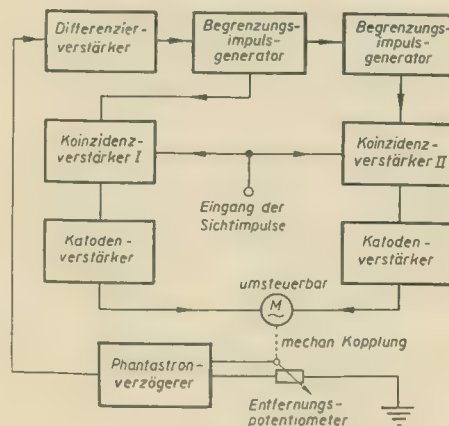 Differenzier-
verstärker
Begrenzungs-
impuls-
generator
Begrenzungs-
impuls-
generator
Koinzidenz-
verstärker I
Koinzidenz-
verstärker II
Eingang der
Sichtimpulse
Katoden-
verstärker
Katoden-
verstärker
umsteuerbar
M
mechan Kopplung
Phantastron-
verzögerer
Entfernungs-
potentiometer